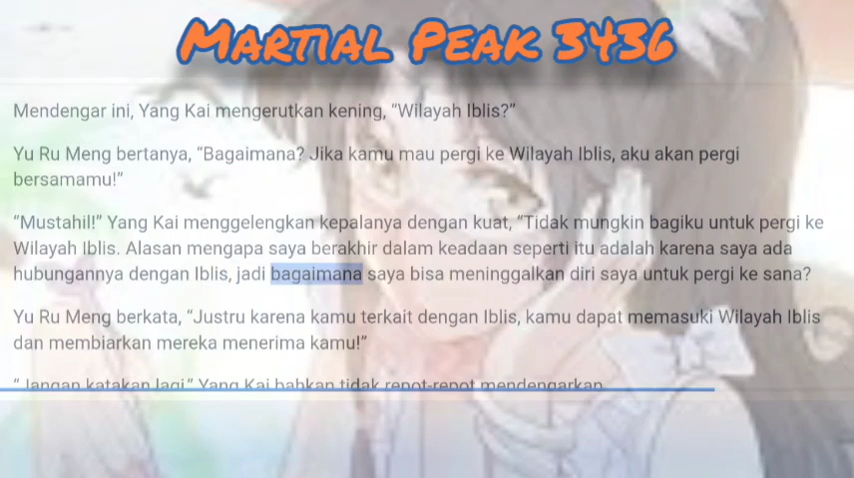 MARTIAL PEAK 3436
Mendengar ini, Yang Kai mengerutkan kening, “Wilayah Iblis?”
Yu Ru Meng bertanya, “Bagaimana? Jika kamu mau pergi ke Wilayah Iblis, aku akan pergi
bersamamu!”
“Mustahil!” Yang Kai menggelengkan kepalanya dengan kuat, “Tidak mungkin bagiku untuk pergi ke
Wilayah Iblis. Alasan mengapa saya berakhir dalam keadaan seperti itu adalah karena saya ada
hubungannya dengan Iblis, jadi bagaimana saya bisa meninggalkan diri saya untuk pergi ke sana?
Yu Ru Meng berkata, “Justru karena kamu terkait dengan Iblis, kamu dapat memasuki Wilayah Iblis
dan membiarkan mereka menerima kamu!”
“Jangan katakan lagi” Yang Kai bahkan tidak repot-repot mendengarkan